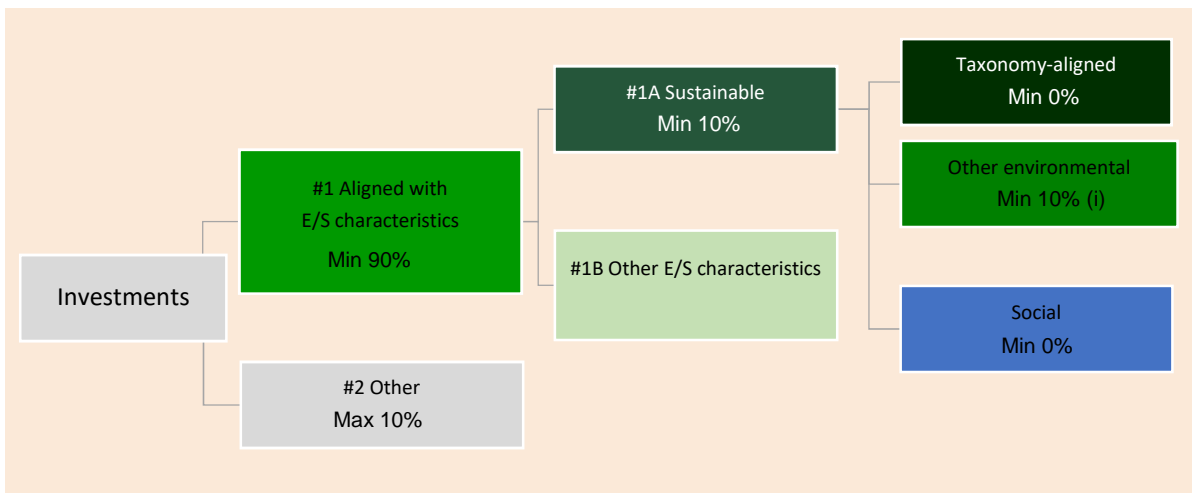 Investments
#1 Aligned with
E/S characteristics
Min 90%
#2 Other
Max 10%
#1A Sustainable
Min 10%
#1B Other E/S characteristics
Taxonomy-aligned
Min 0%
Other environmental
Min 10% (i)
Social
Min 0%